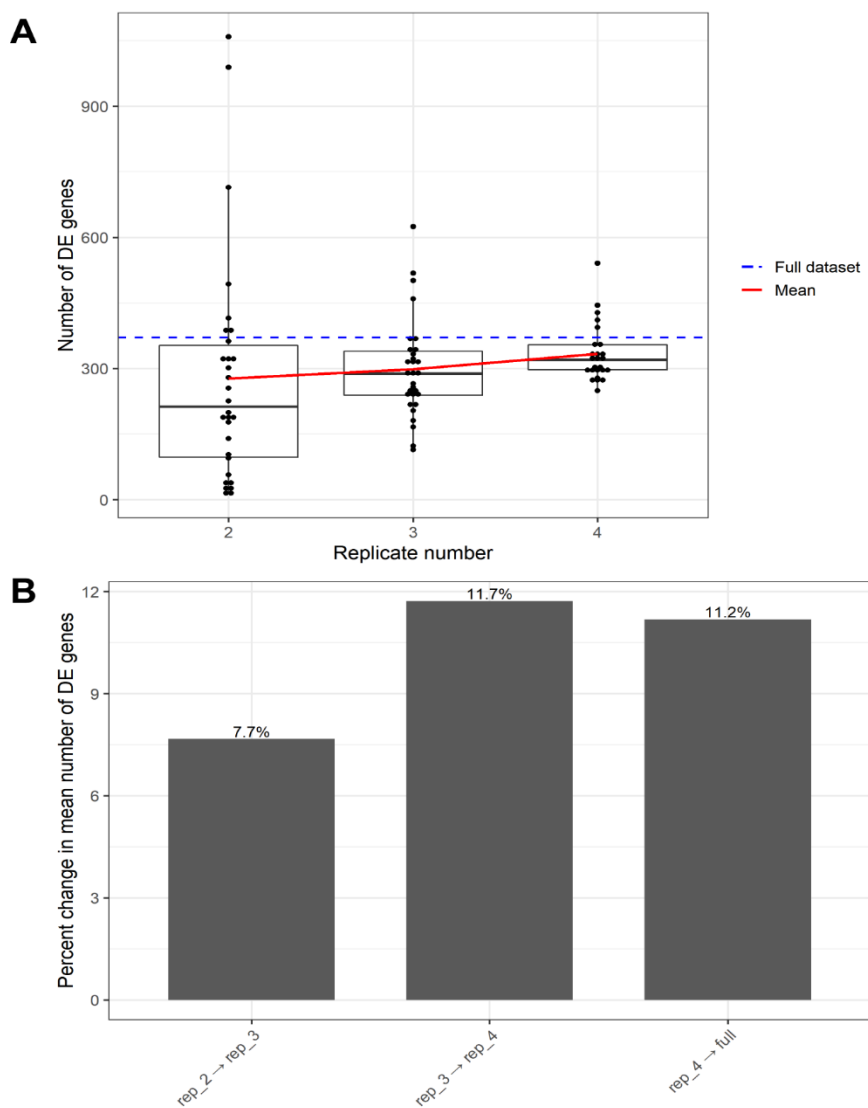 A
900
600
300
0
Number of DE genes
2
3
4
Replicate number
Full dataset
Mean
B
12
9
6
3
0
Percent change in mean number of DE genes
7.7%
11.7%
11.2%
rep_2 → rep_3
rep_3 → rep_4
rep_4 → full